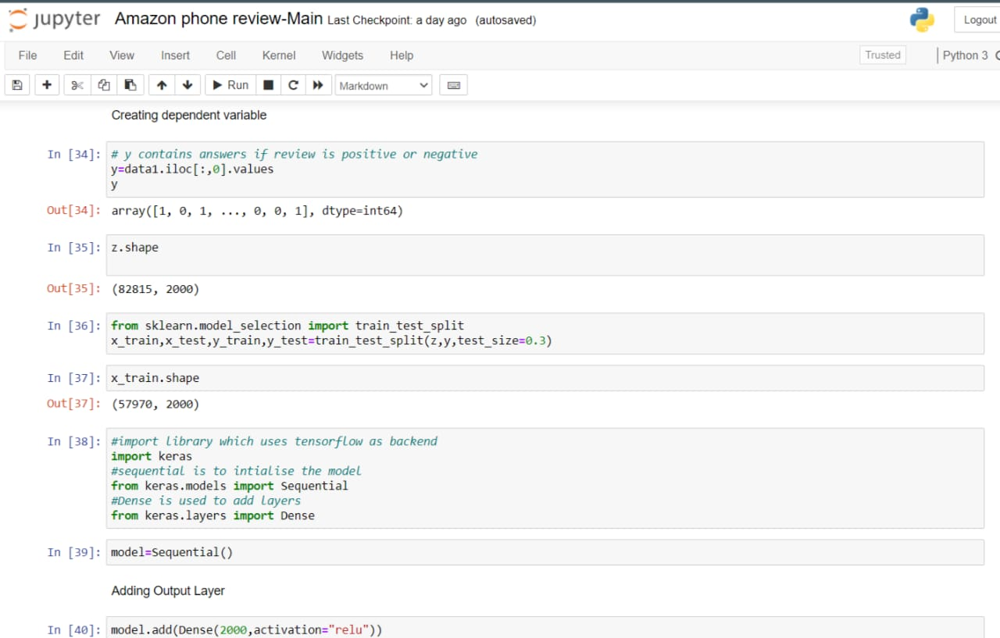 jupyter Amazon phone review-Main Last Checkpoint: a day ago (autosaved)
Logout
File Edit View Insert Cell Kernel Widgets Help
Trusted
Python 3
Run
Markdown
Creating dependent variable
In [34]: # y contains answers if review is positive or negative
y=data1.iloc[:,0].values
y
Out[34]: array([1, 0, 1, ..., 0, 0, 1], dtype=int64)
In [35]: z.shape
Out[35]: (82815, 2000)
In [36]: from sklearn.model_selection import train_test_split
x_train,x_test,y_train,y_test=train_test_split(z,y,test_size=0.3)
In [37]: x_train.shape
Out[37]: (57970, 2000)
In [38]: #import library which uses tensorflow as backend
import keras
#sequential is to intialise the model
from keras.models import Sequential
#Dense is used to add layers
from keras.layers import Dense
In [39]: model=Sequential()
Adding Output Layer
In [40]: model.add(Dense(2000,activation="relu"))